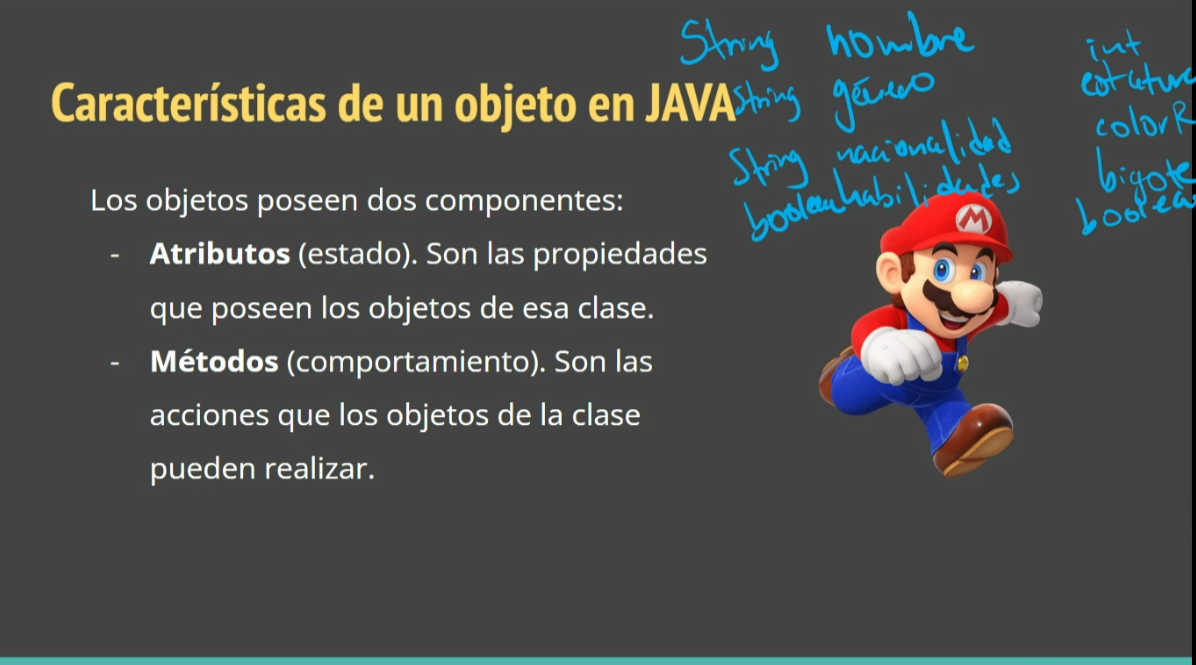 Características de un objeto en JAVA
Los objetos poseen dos componentes:
- Atributos (estado). Son las propiedades
que poseen los objetos de esa clase.
- Métodos (comportamiento). Son las
acciones que los objetos de la clase
pueden realizar.
String nombre
String género
String nacionalidad
boolean habilidades
int
estatura
colorR
bigote
boolean
M